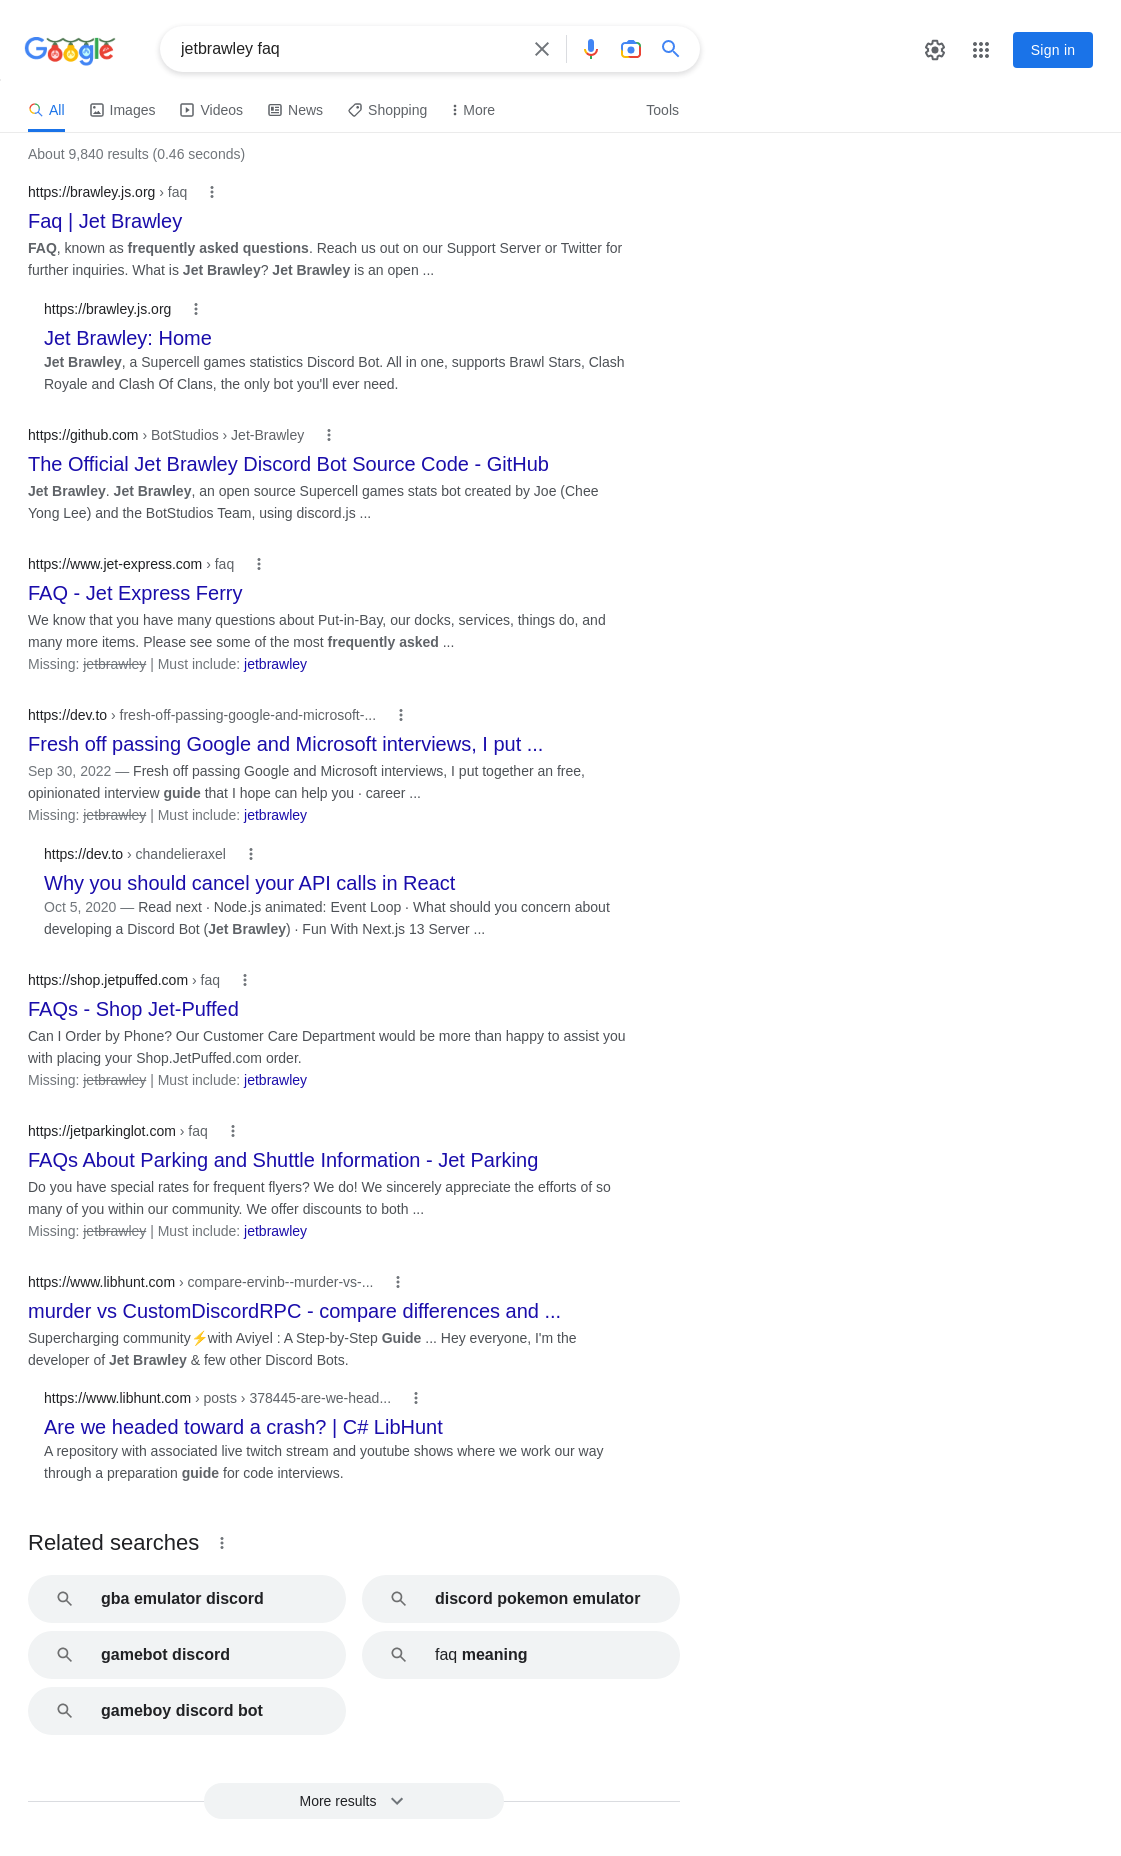 Google
jetbrawley faq
Sign in
All Images Videos News Shopping More Tools
About 9,840 results (0.46 seconds)
https://brawley.js.org › faq
Faq | Jet Brawley
FAQ, known as frequently asked questions. Reach us out on our Support Server or Twitter for
further inquiries. What is Jet Brawley? Jet Brawley is an open ...
https://brawley.js.org
Jet Brawley: Home
Jet Brawley, a Supercell games statistics Discord Bot. All in one, supports Brawl Stars, Clash
Royale and Clash Of Clans, the only bot you'll ever need.
https://github.com › BotStudios › Jet-Brawley
The Official Jet Brawley Discord Bot Source Code - GitHub
Jet Brawley. Jet Brawley, an open source Supercell games stats bot created by Joe (Chee
Yong Lee) and the BotStudios Team, using discord.js ...
https://www.jet-express.com › faq
FAQ - Jet Express Ferry
We know that you have many questions about Put-in-Bay, our docks, services, things do, and
many more items. Please see some of the most frequently asked ...
Missing: jetbrawley | Must include: jetbrawley
https://dev.to › fresh-off-passing-google-and-microsoft-...
Fresh off passing Google and Microsoft interviews, I put ...
Sep 30, 2022 — Fresh off passing Google and Microsoft interviews, I put together an free,
opinionated interview guide that I hope can help you · career ...
Missing: jetbrawley | Must include: jetbrawley
https://dev.to › chandelieraxel
Why you should cancel your API calls in React
Oct 5, 2020 — Read next · Node.js animated: Event Loop · What should you concern about
developing a Discord Bot (Jet Brawley) · Fun With Next.js 13 Server ...
https://shop.jetpuffed.com › faq
FAQs - Shop Jet-Puffed
Can I Order by Phone? Our Customer Care Department would be more than happy to assist you
with placing your Shop.JetPuffed.com order.
Missing: jetbrawley | Must include: jetbrawley
https://jetparkinglot.com › faq
FAQs About Parking and Shuttle Information - Jet Parking
Do you have special rates for frequent flyers? We do! We sincerely appreciate the efforts of so
many of you within our community. We offer discounts to both ...
Missing: jetbrawley | Must include: jetbrawley
https://www.libhunt.com › compare-ervinb--murder-vs-...
murder vs CustomDiscordRPC - compare differences and ...
Supercharging community⚡with Aviyel : A Step-by-Step Guide ... Hey everyone, I'm the
developer of Jet Brawley & few other Discord Bots.
https://www.libhunt.com › posts › 378445-are-we-head...
Are we headed toward a crash? | C# LibHunt
A repository with associated live twitch stream and youtube shows where we work our way
through a preparation guide for code interviews.
Related searches
gba emulator discord
discord pokemon emulator
gamebot discord
faq meaning
gameboy discord bot
More results